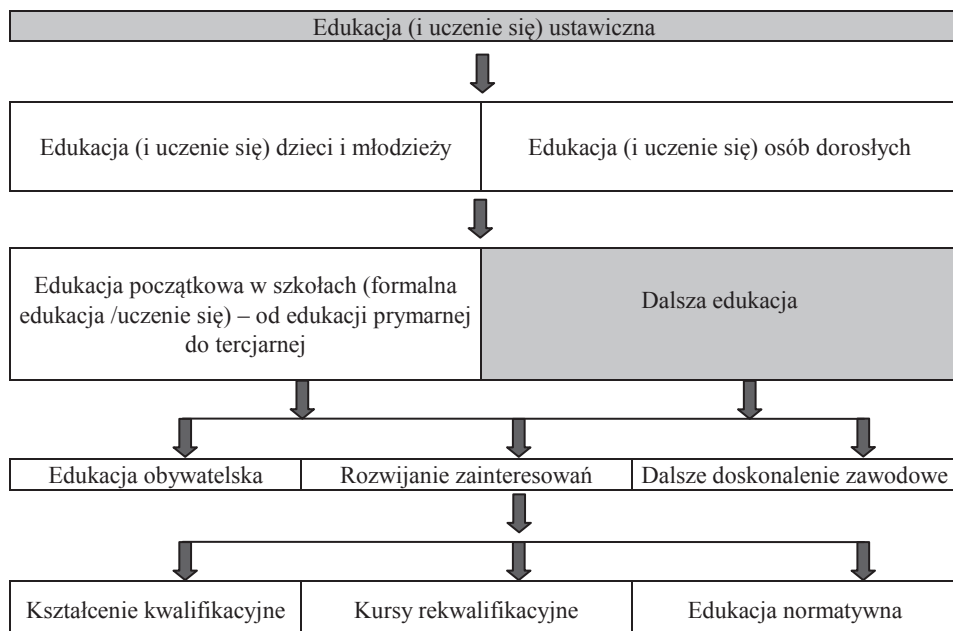 Edukacja (i uczenie się) ustawiczna
Edukacja (i uczenie się) dzieci i młodzieży
Edukacja (i uczenie się) osób dorosłych
Edukacja początkowa w szkołach (formalna
edukacja /uczenie się) – od edukacji prymarnej
do tercjarnej
Dalsza edukacja
Edukacja obywatelska
Rozwijanie zainteresowań
Dalsze doskonalenie zawodowe
Kształcenie kwalifikacyjne
Kursy rekwalifikacyjne
Edukacja normatywna